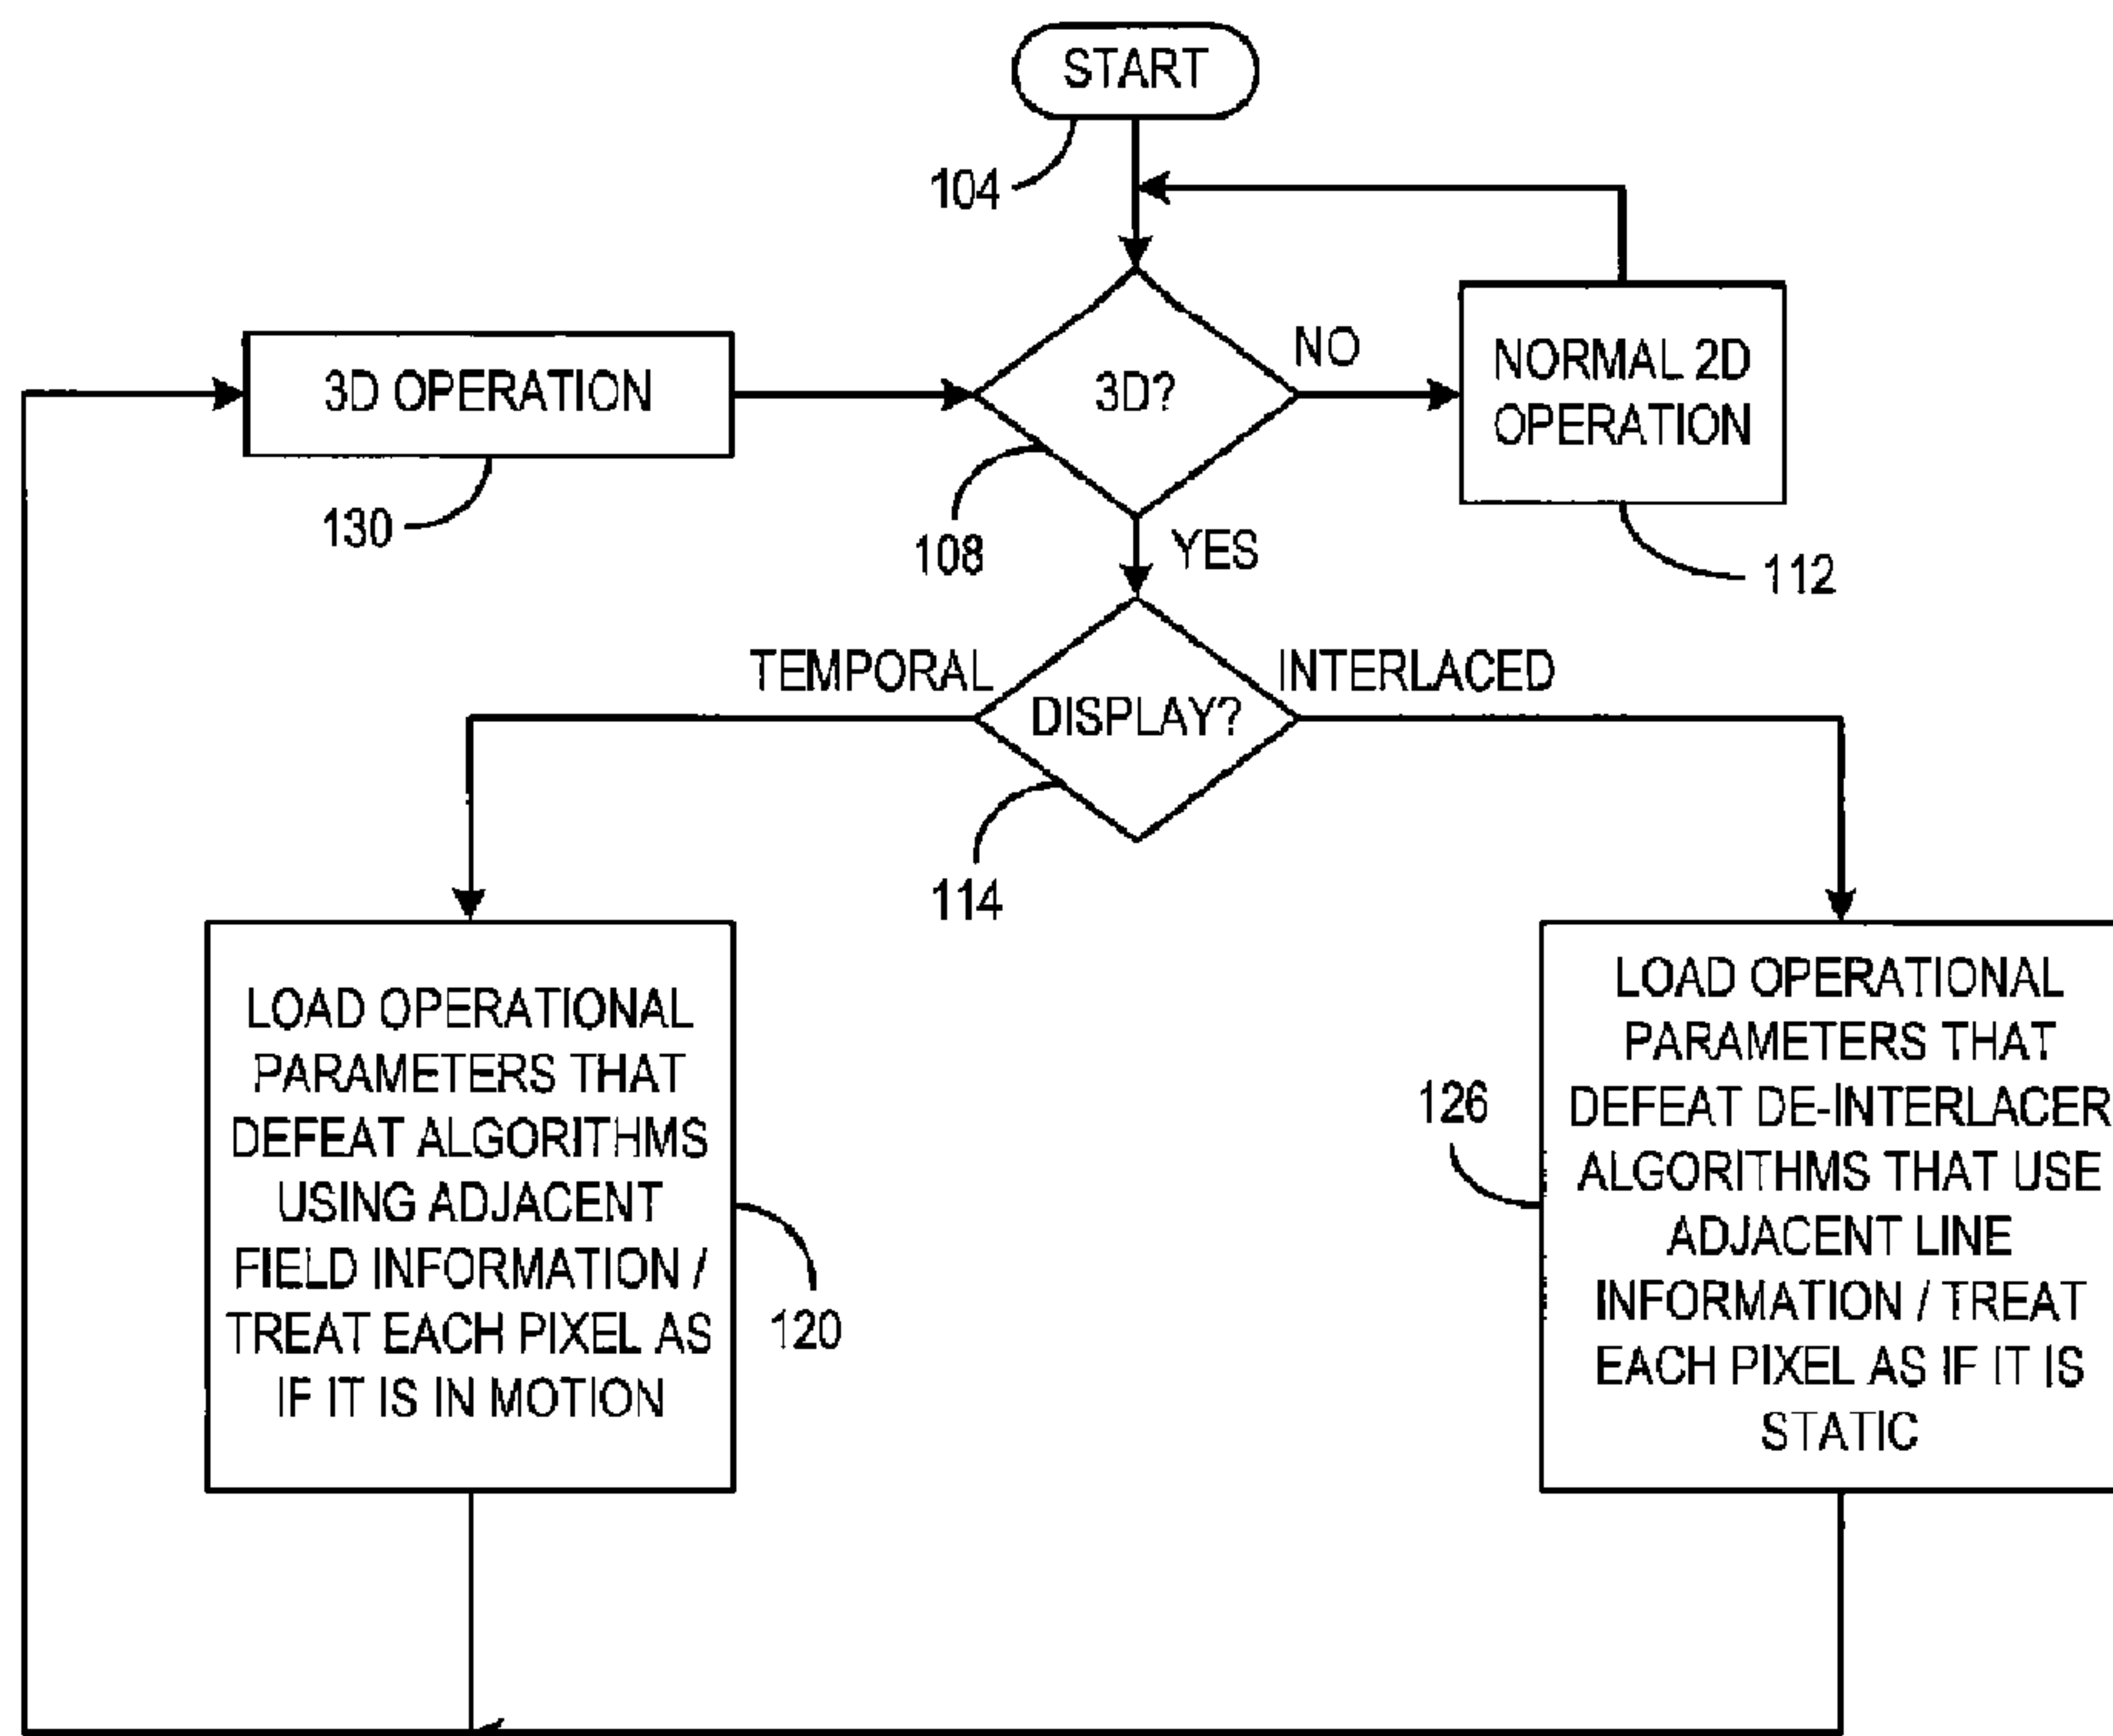 START
104
3D OPERATION
130
3D?
108
NO
NORMAL 2D
OPERATION
112
YES
TEMPORAL
DISPLAY?
INTERLACED
114
LOAD OPERATIONAL
PARAMETERS THAT
DEFEAT ALGORITHMS
USING ADJACENT
FIELD INFORMATION /
TREAT EACH PIXEL AS
IF IT IS IN MOTION
120
126
LOAD OPERATIONAL
PARAMETERS THAT
DEFEAT DE-INTERLACER
ALGORITHMS THAT USE
ADJACENT LINE
INFORMATION / TREAT
EACH PIXEL AS IF IT IS
STATIC